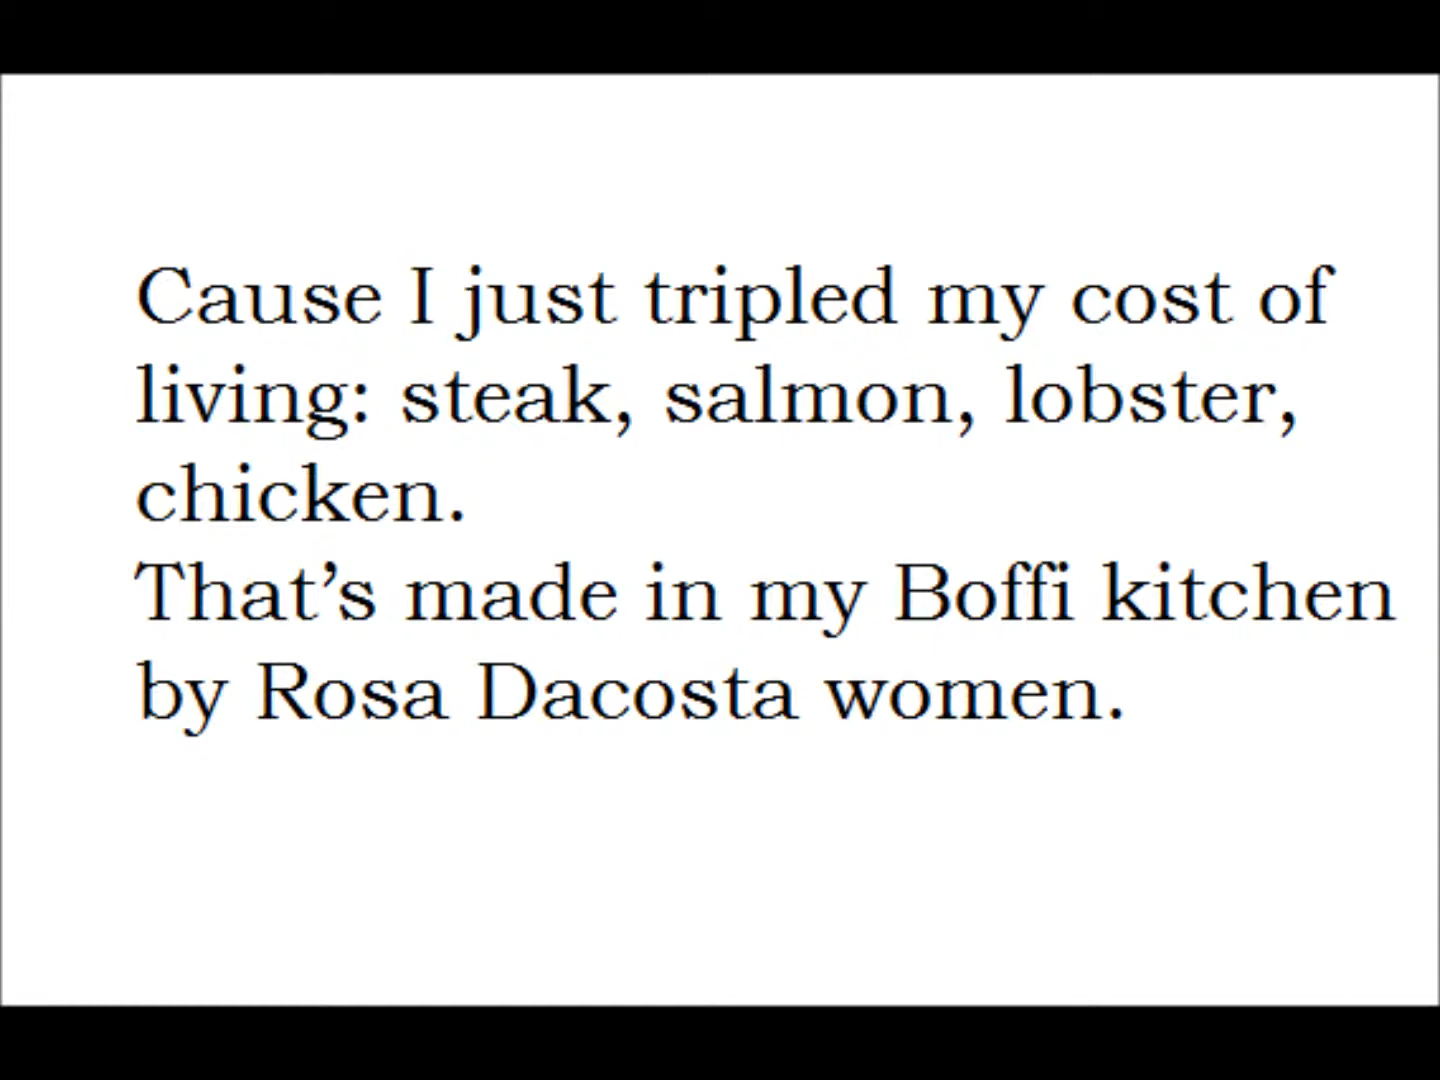 Cause I just tripled my cost of
living: steak, salmon, lobster,
chicken.
That’s made in my Boffi kitchen
by Rosa Dacosta women.